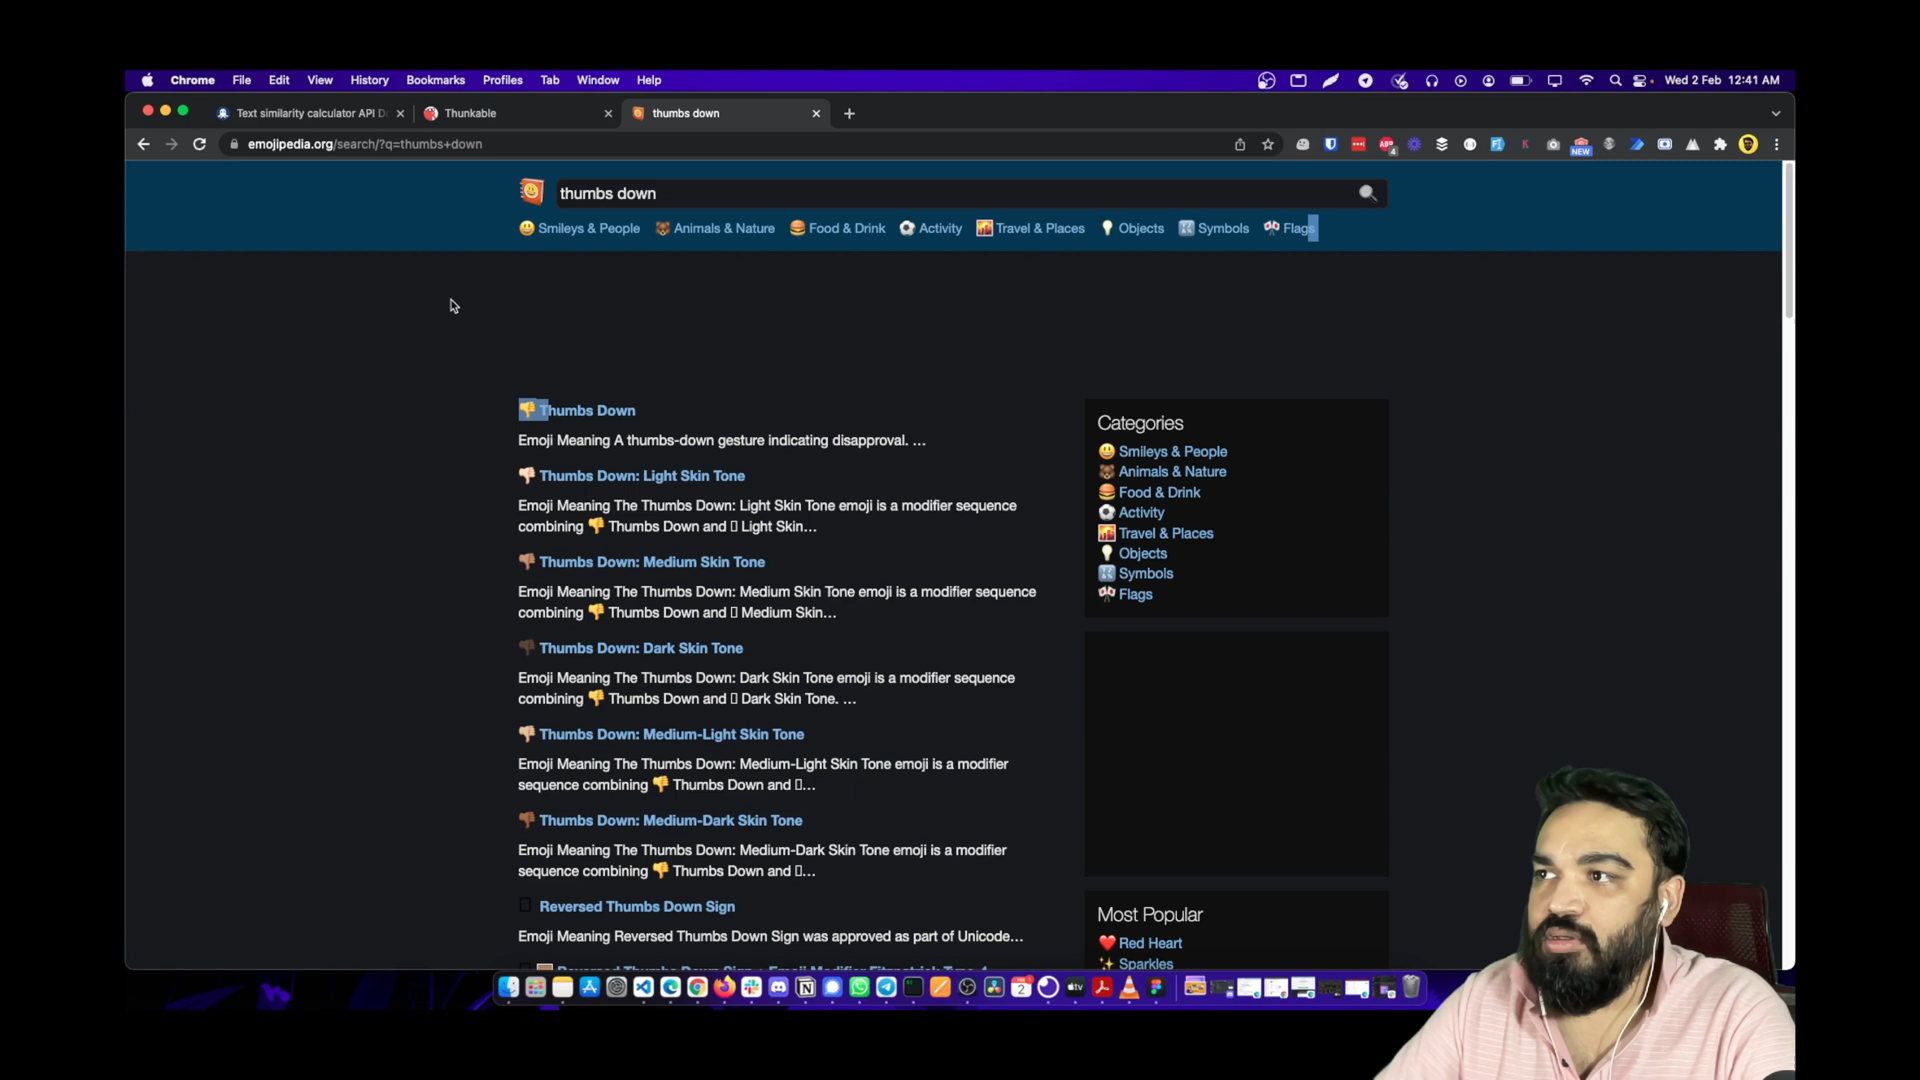 Chrome File Edit View History Bookmarks Profiles Tab Window Help Wed 2 Feb 12:41 AM
Text similarity calculator API D Thunkable thumbs down
emojipedia.org/search/?q=thumbs+down
NEW
thumbs down
Smileys & People Animals & Nature Food & Drink Activity Travel & Places Objects Symbols Flags
Thumbs Down
Emoji Meaning A thumbs-down gesture indicating disapproval. …
Thumbs Down: Light Skin Tone
Emoji Meaning The Thumbs Down: Light Skin Tone emoji is a modifier sequence
combining 👎 Thumbs Down and ▯ Light Skin…
Thumbs Down: Medium Skin Tone
Emoji Meaning The Thumbs Down: Medium Skin Tone emoji is a modifier sequence
combining 👎 Thumbs Down and ▯ Medium Skin…
Thumbs Down: Dark Skin Tone
Emoji Meaning The Thumbs Down: Dark Skin Tone emoji is a modifier sequence
combining 👎 Thumbs Down and ▯ Dark Skin Tone. …
Thumbs Down: Medium-Light Skin Tone
Emoji Meaning The Thumbs Down: Medium-Light Skin Tone emoji is a modifier
sequence combining 👎 Thumbs Down and ▯…
Thumbs Down: Medium-Dark Skin Tone
Emoji Meaning The Thumbs Down: Medium-Dark Skin Tone emoji is a modifier
sequence combining 👎 Thumbs Down and ▯…
Reversed Thumbs Down Sign
Emoji Meaning Reversed Thumbs Down Sign was approved as part of Unicode…
Categories
Smileys & People
Animals & Nature
Food & Drink
Activity
Travel & Places
Objects
Symbols
Flags
Most Popular
Red Heart
Sparkles